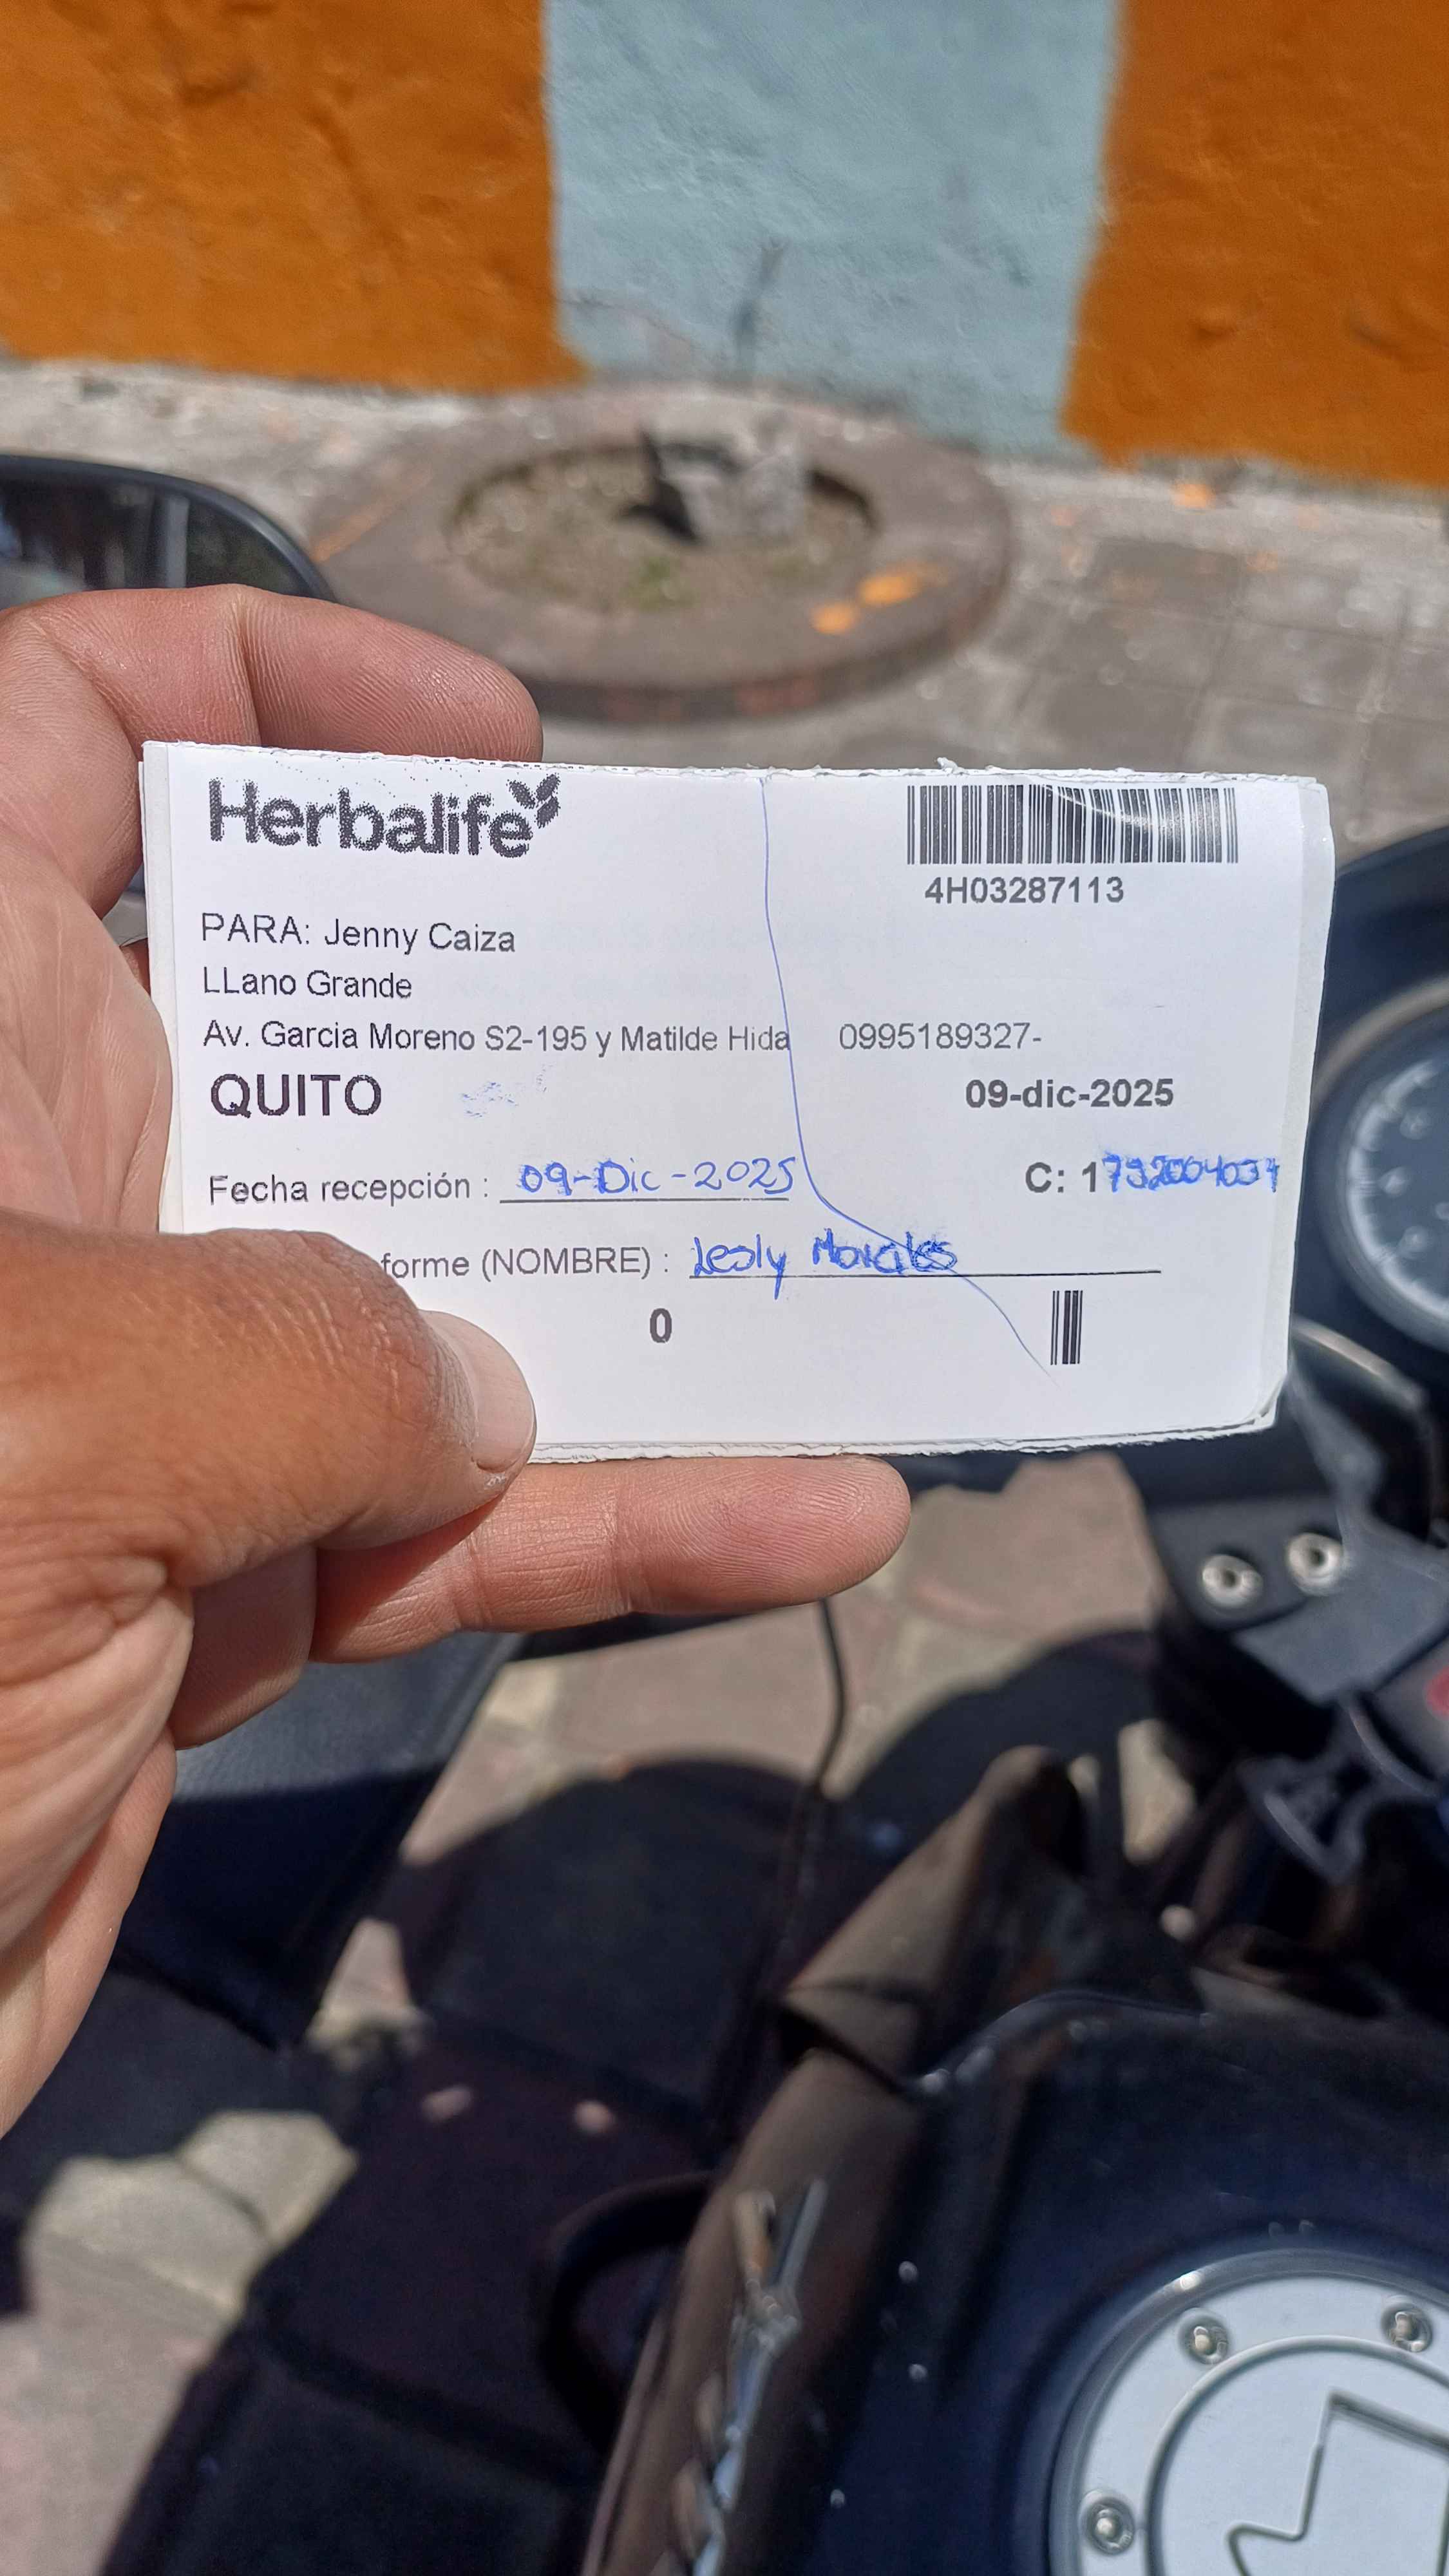 Herbalife
4H03287113
PARA: Jenny Caiza
LLano Grande
Av. Garcia Moreno S2-195 y Matilde Hida 0995189327-
QUITO
09-dic-2025
Fecha recepción : 09-Dic-2025
C: 1
forme (NOMBRE) : Lesly Morales
0